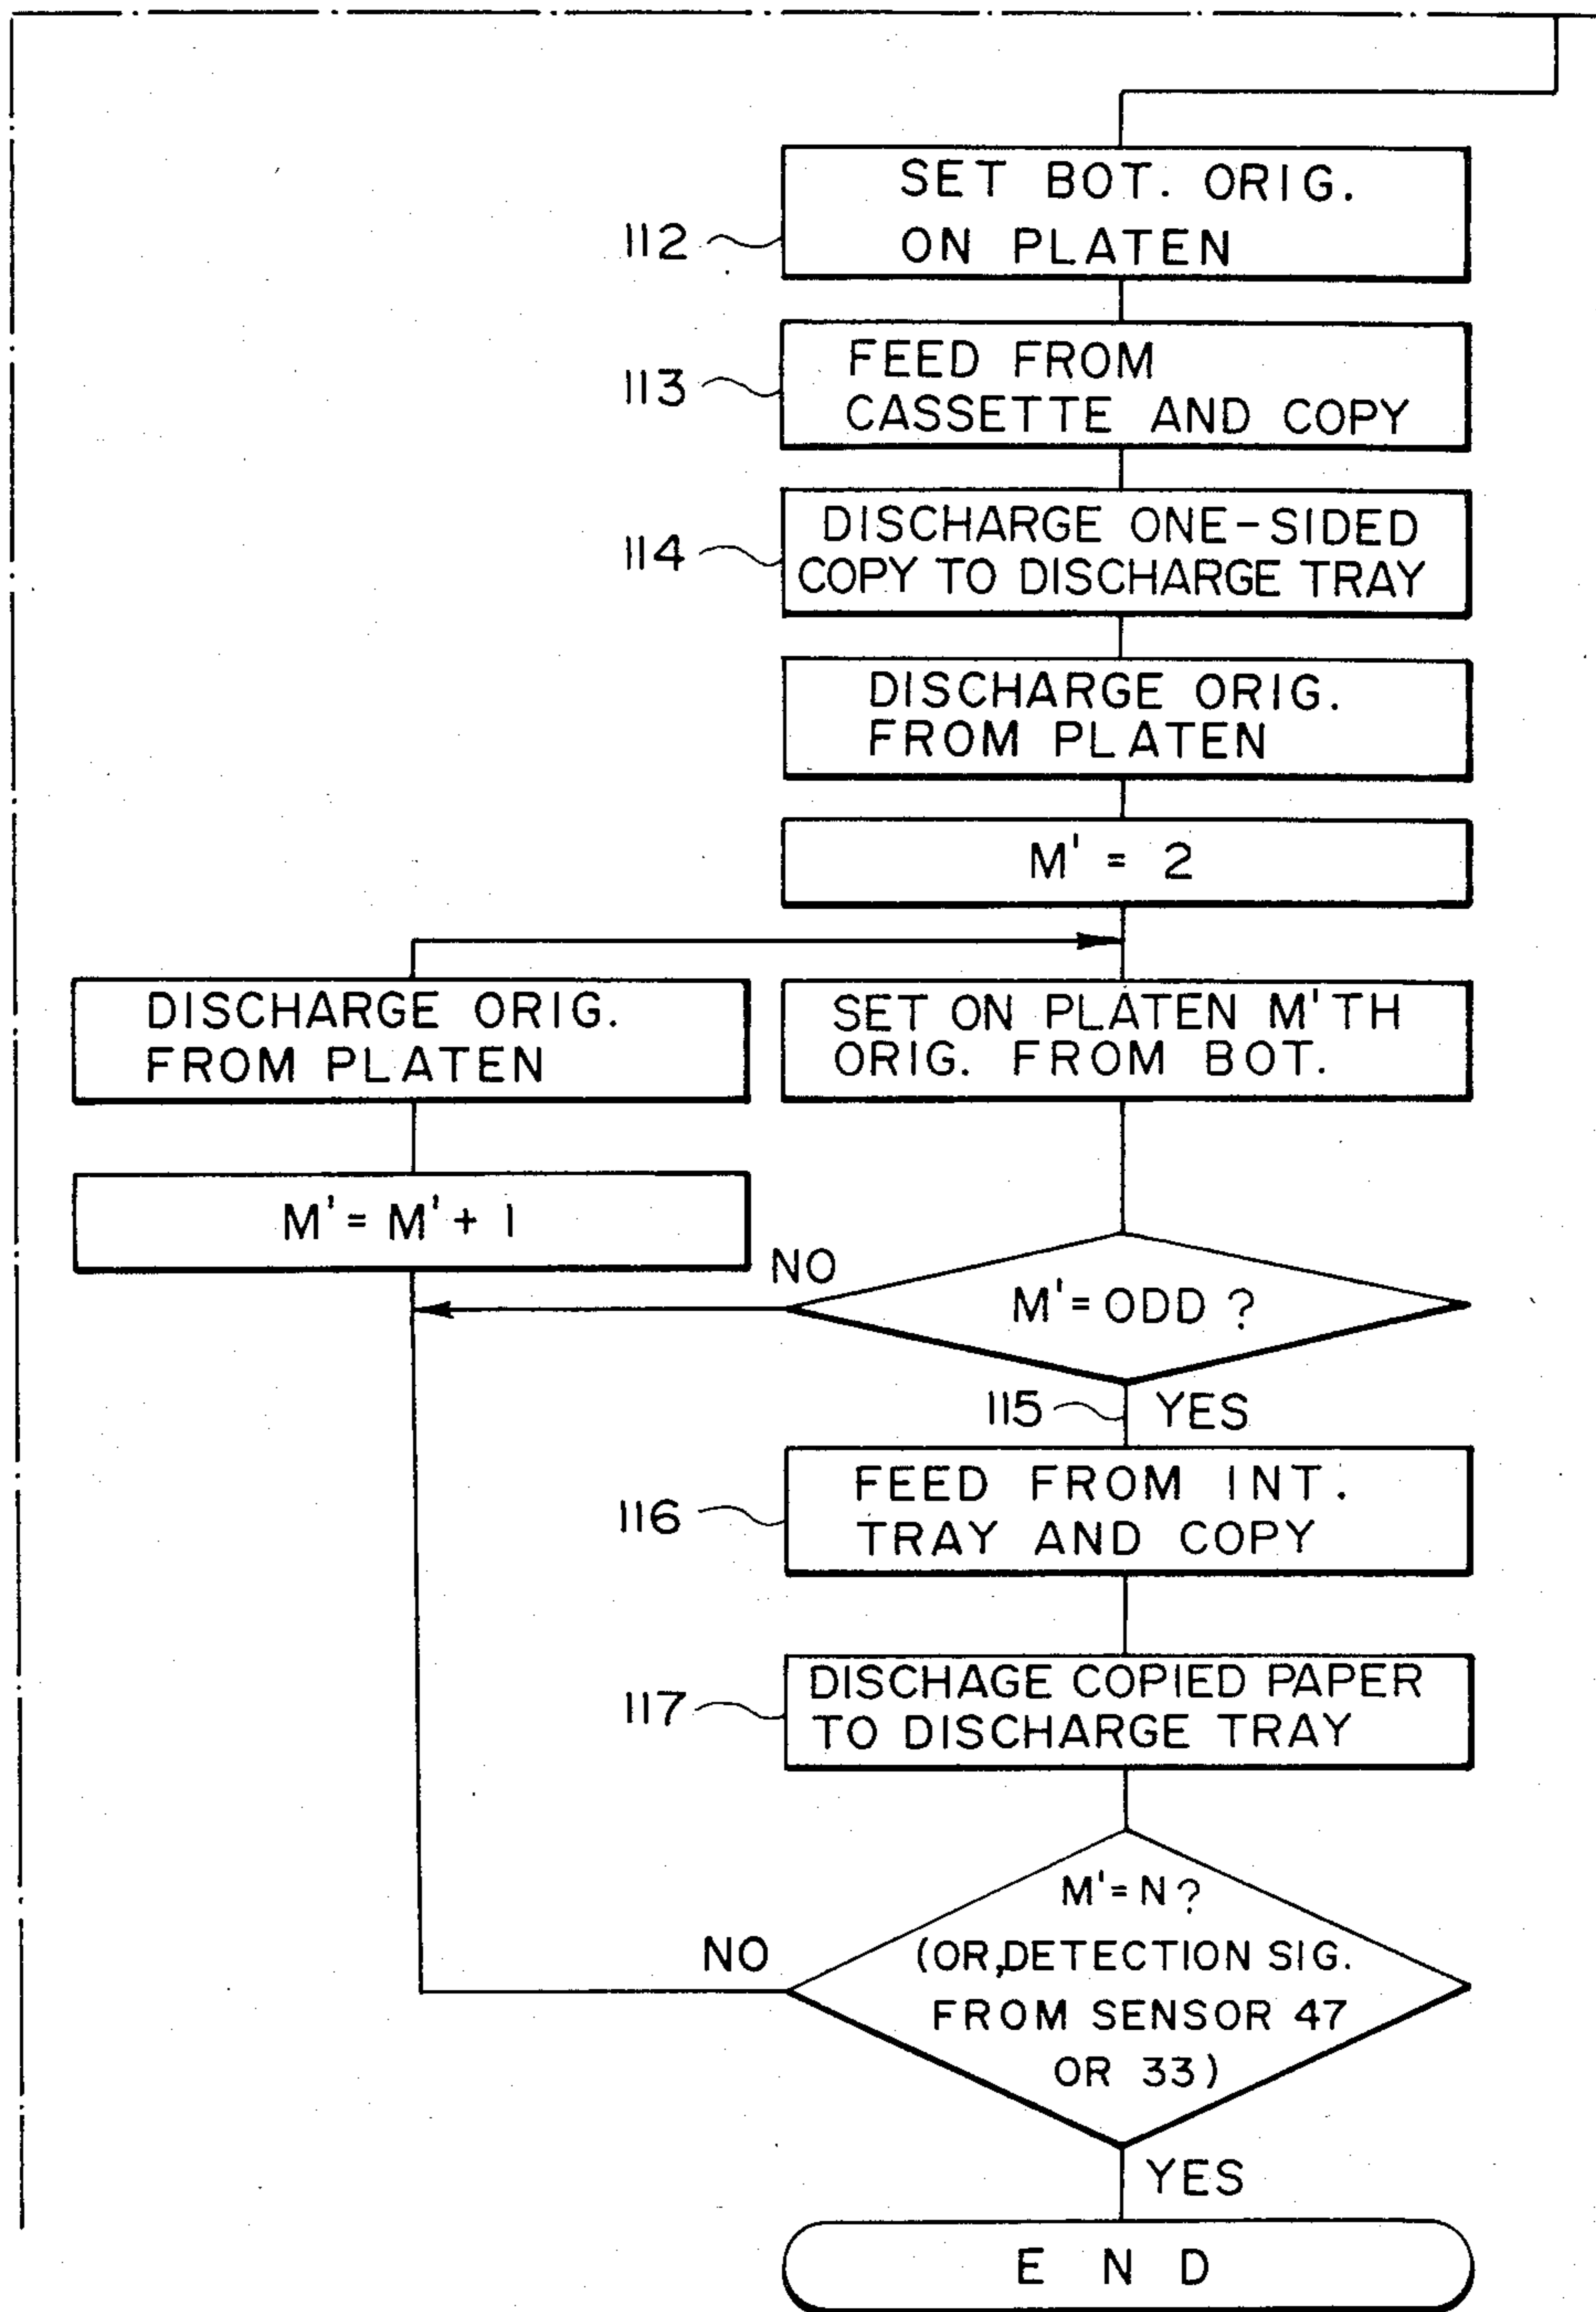 SET BOT. ORIG.
ON PLATEN
112
FEED FROM
CASSETTE AND COPY
113
DISCHARGE ONE-SIDED
COPY TO DISCHARGE TRAY
114
DISCHARGE ORIG.
FROM PLATEN
M' = 2
DISCHARGE ORIG.
FROM PLATEN
SET ON PLATEN M'TH
ORIG. FROM BOT.
M' = M' + 1
NO
M' = ODD ?
115
YES
FEED FROM INT.
TRAY AND COPY
116
DISCHAGE COPIED PAPER
TO DISCHARGE TRAY
117
M' = N ?
(OR, DETECTION SIG.
FROM SENSOR 47
OR 33)
NO
YES
END